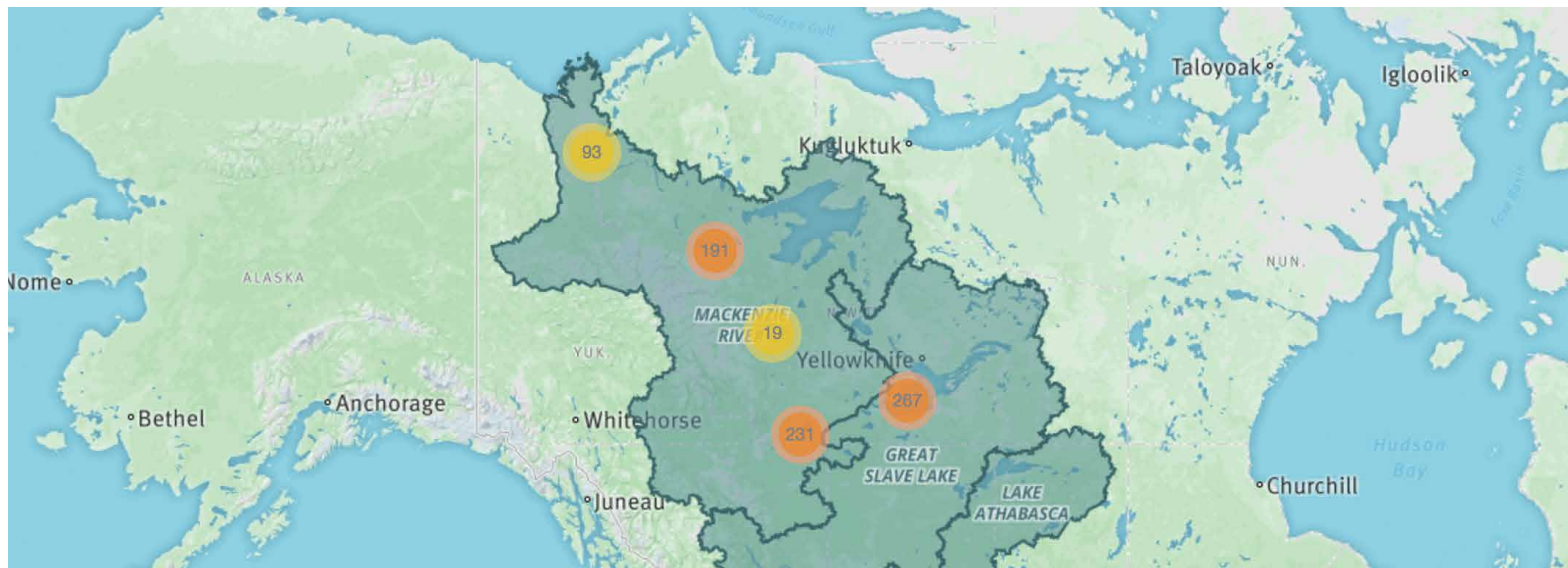 Taloyoak
Igloolik
Kugluktuk
93
191
ALASKA
NUN.
Nome
MACKENZIE
RIVER
19
YUK.
Yellowknife
Bethel
Anchorage
Whitehorse
267
231
GREAT
SLAVE LAKE
Hudson
Bay
Juneau
LAKE
ATHABASCA
Churchill